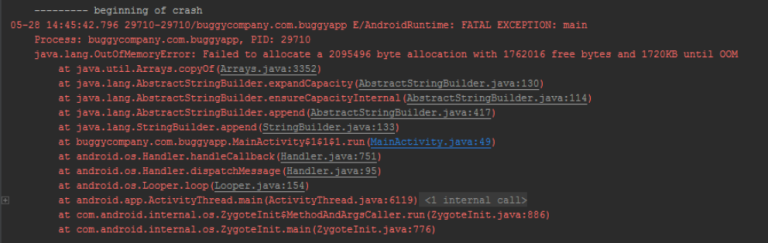 --------- beginning of crash
05-28 14:45:42.796 29710-29710/buggycompany.com.buggyapp E/AndroidRuntime: FATAL EXCEPTION: main
Process: buggycompany.com.buggyapp, PID: 29710
java.lang.OutOfMemoryError: Failed to allocate a 2095496 byte allocation with 1762016 free bytes and 1720KB until OOM
at java.util.Arrays.copyOf(Arrays.java:3352)
at java.lang.AbstractStringBuilder.expandCapacity(AbstractStringBuilder.java:130)
at java.lang.AbstractStringBuilder.ensureCapacityInternal(AbstractStringBuilder.java:114)
at java.lang.AbstractStringBuilder.append(AbstractStringBuilder.java:417)
at java.lang.StringBuilder.append(StringBuilder.java:133)
at buggycompany.com.buggyapp.MainActivity$1$1$1.run(MainActivity.java:49)
at android.os.Handler.handleCallback(Handler.java:751)
at android.os.Handler.dispatchMessage(Handler.java:95)
at android.os.Looper.loop(Looper.java:154)
at android.app.ActivityThread.main(ActivityThread.java:6119) <1 internal call>
at com.android.internal.os.ZygoteInit$MethodAndArgsCaller.run(ZygoteInit.java:886)
at com.android.internal.os.ZygoteInit.main(ZygoteInit.java:776)